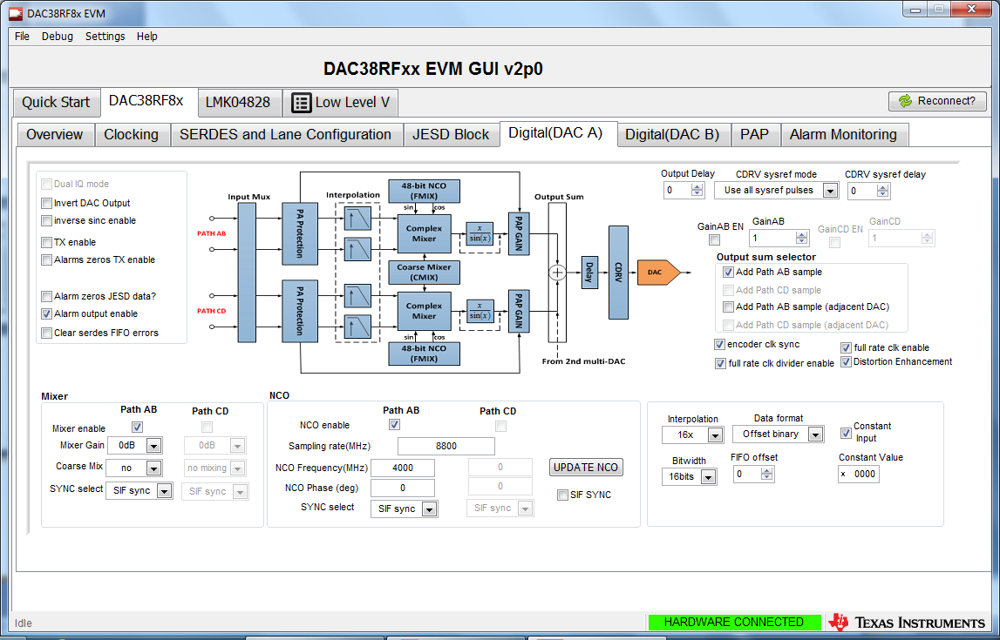 DAC38RF8x EVM
File Debug Settings Help
DAC38RFxx EVM GUI v2p0
Quick Start DAC38RF8x LMK04828 Low Level V Reconnect?
Overview Clocking SERDES and Lane Configuration JESD Block Digital(DAC A) Digital(DAC B) PAP Alarm Monitoring
Dual IQ mode
Invert DAC Output
inverse sinc enable
TX enable
Alarms zeros TX enable
Alarm zeros JESD data?
Alarm output enable
Clear serdes FIFO errors
Input Mux
PATH AB
PATH CD
PA Protection
PA Protection
Interpolation
48-bit NCO
(FMIX)
sin cos
Complex
Mixer
Coarse Mixer
(CMIX)
Complex
Mixer
sin cos
48-bit NCO
(FMIX)
x
sin(x)
x
sin(x)
PAP GAIN
PAP GAIN
Output Sum
+
From 2nd multi-DAC
Delay
CDRV
DAC
Output Delay CDRV sysref mode CDRV sysref delay
0 Use all sysref pulses 0
GainAB EN GainAB GainCD EN GainCD
1 1
Output sum selector
Add Path AB sample
Add Path CD sample
Add Path AB sample (adjacent DAC)
Add Path CD sample (adjacent DAC)
encoder clk sync full rate clk enable
full rate clk divider enable Distortion Enhancement
Mixer
Path AB Path CD
Mixer enable
Mixer Gain 0dB 0dB
Coarse Mix no no mixing
SYNC select SIF sync SIF sync
NCO
Path AB Path CD
NCO enable
Sampling rate(MHz) 8800
NCO Frequency(MHz) 4000 0 UPDATE NCO
NCO Phase (deg) 0 0 SIF SYNC
SYNC select SIF sync SIF sync
Interpolation Data format
16x Offset binary Constant
Input
Bitwidth FIFO offset Constant Value
16bits 0 x 0000
Idle HARDWARE CONNECTED TEXAS INSTRUMENTS